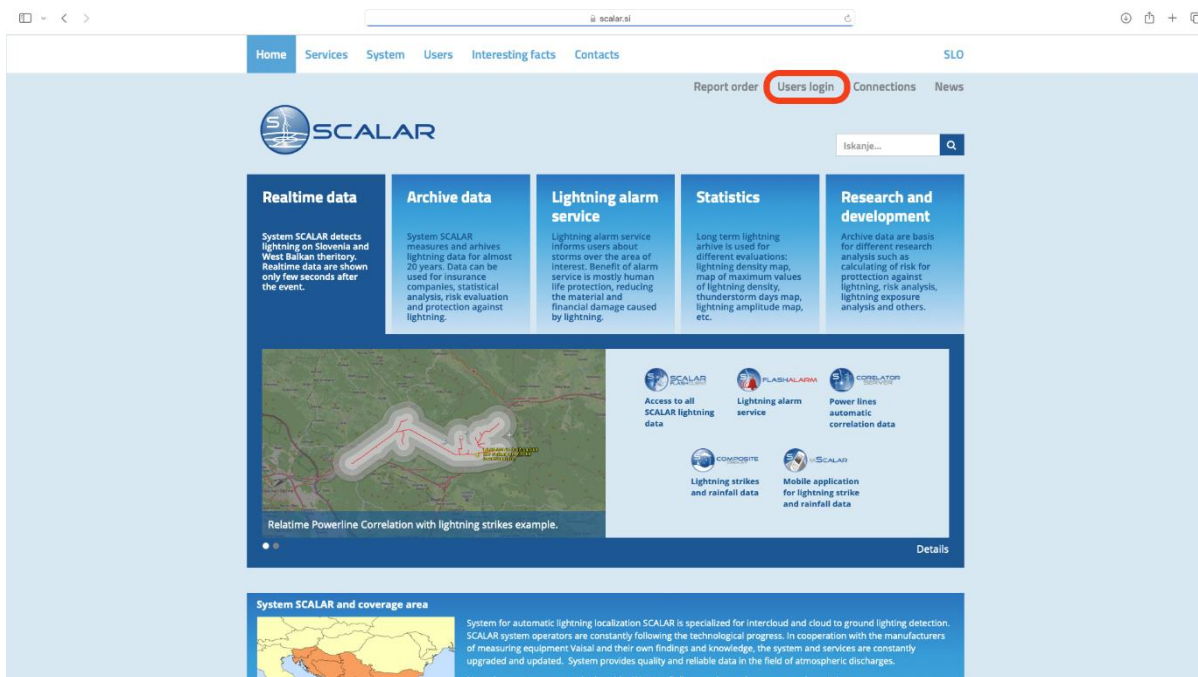 scalar.si
Home Services System Users Interesting facts Contacts SLO
Report order Users login Connections News
SCALAR
Iskanje...
Realtime data
System SCALAR detects
lightning on Slovenia and
West Balkan theritory.
Realtime data are shown
only few seconds after
the event.
Archive data
System SCALAR
measures and arhives
lightning data for almost
20 years. Data can be
used for insurance
companies, statistical
analysis, risk evaluation
and protection against
lightning.
Lightning alarm
service
Lightning alarm service
informs users about
storms over the area of
interest. Benefit of alarm
service is mostly human
life protection, reducing
the material and
financial damage caused
by lightning.
Statistics
Long term lightning
arhive is used for
different evaluations:
lightning density map,
map of maximum values
of lightning density,
thunderstorm days map,
lightning amplitude map,
etc.
Research and
development
Archive data are basis
for different research
analysis such as
calculating of risk for
prottection against
lightning, risk analysis,
lightning exposure
analysis and others.
Relatime Powerline Correlation with lightning strikes example.
SCALAR
Access to all
SCALAR lightning
data
FLASHALARM
Lightning alarm
service
CORELATOR
SERVER
Power lines
automatic
correlation data
COMPOSITE
Lightning strikes
and rainfall data
SCALAR
Mobile application
for lightning strike
and rainfall data
Details
System SCALAR and coverage area
System for automatic lightning localization SCALAR is specialized for intercloud and cloud to ground lighting detection.
SCALAR system operators are constantly following the technological progress. In cooperation with the manufacturers
of measuring equipment Vaisal and their own findings and knowledge, the system and services are constantly
upgraded and updated. System provides quality and reliable data in the field of atmospheric discharges.